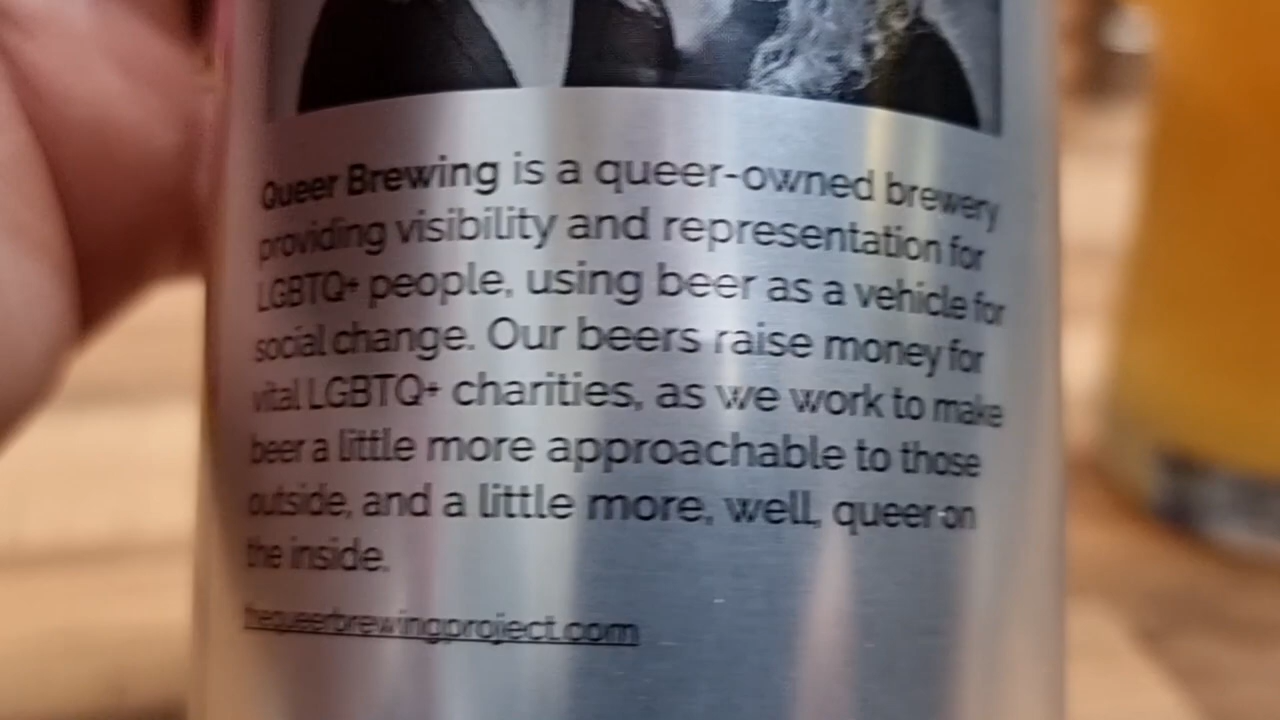 Queer Brewing is a queer-owned brewery
providing visibility and representation for
LGBTQ+ people, using beer as a vehicle for
social change. Our beers raise money for
vital LGBTQ+ charities, as we work to make
beer a little more approachable to those
outside, and a little more, well, queer on
the inside.
thequeerbrewingproject.com